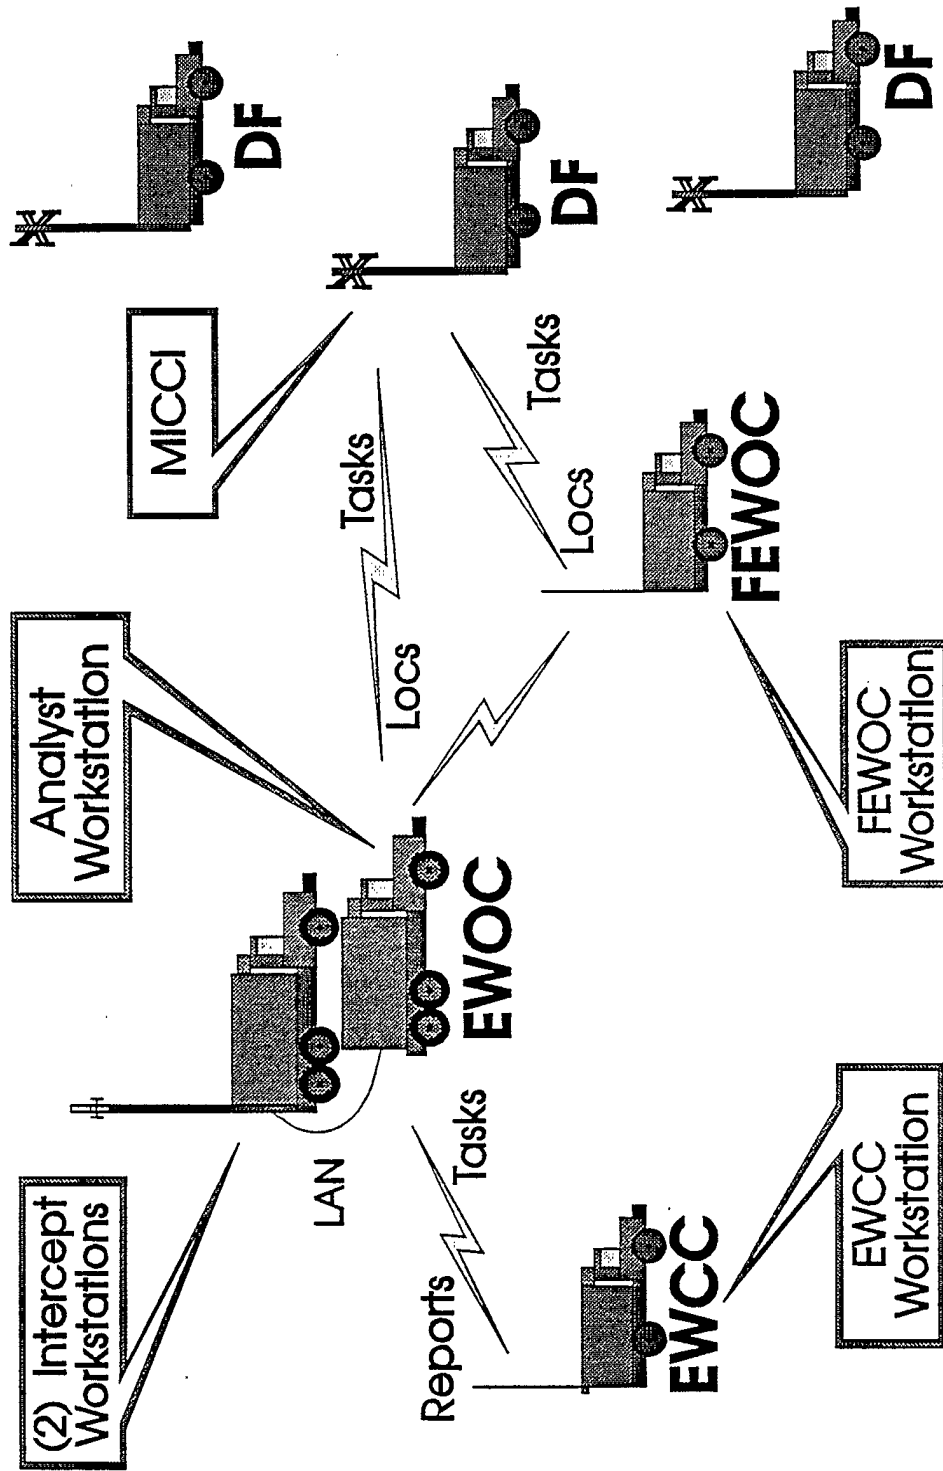 (2) Intercept
Workstations
Analyst
Workstation
MICCI
DF
LAN
Locs
Tasks
DF
EWOC
Reports
Tasks
Locs
Tasks
DF
EWCC
FEWOC
EWCC
Workstation
FEWOC
Workstation